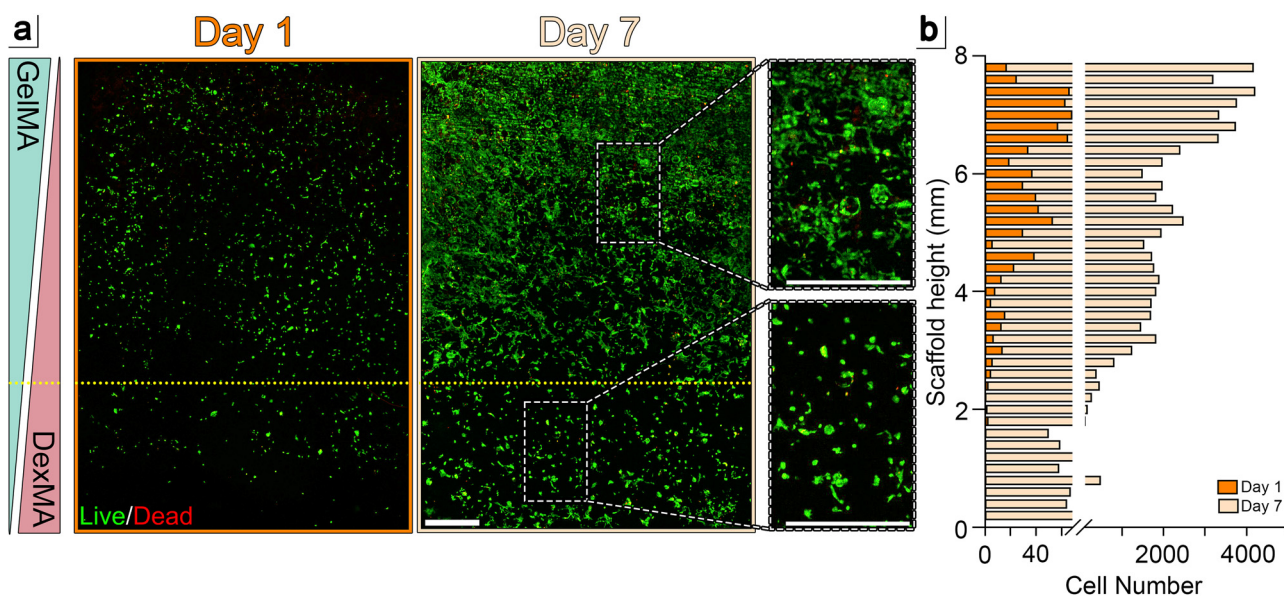 a
Day 1
Day 7
b
GelMA
DexMA
Live/Dead
8
6
4
2
0
Scaffold height (mm)
Day 1
Day 7
0
40
2000
4000
Cell Number